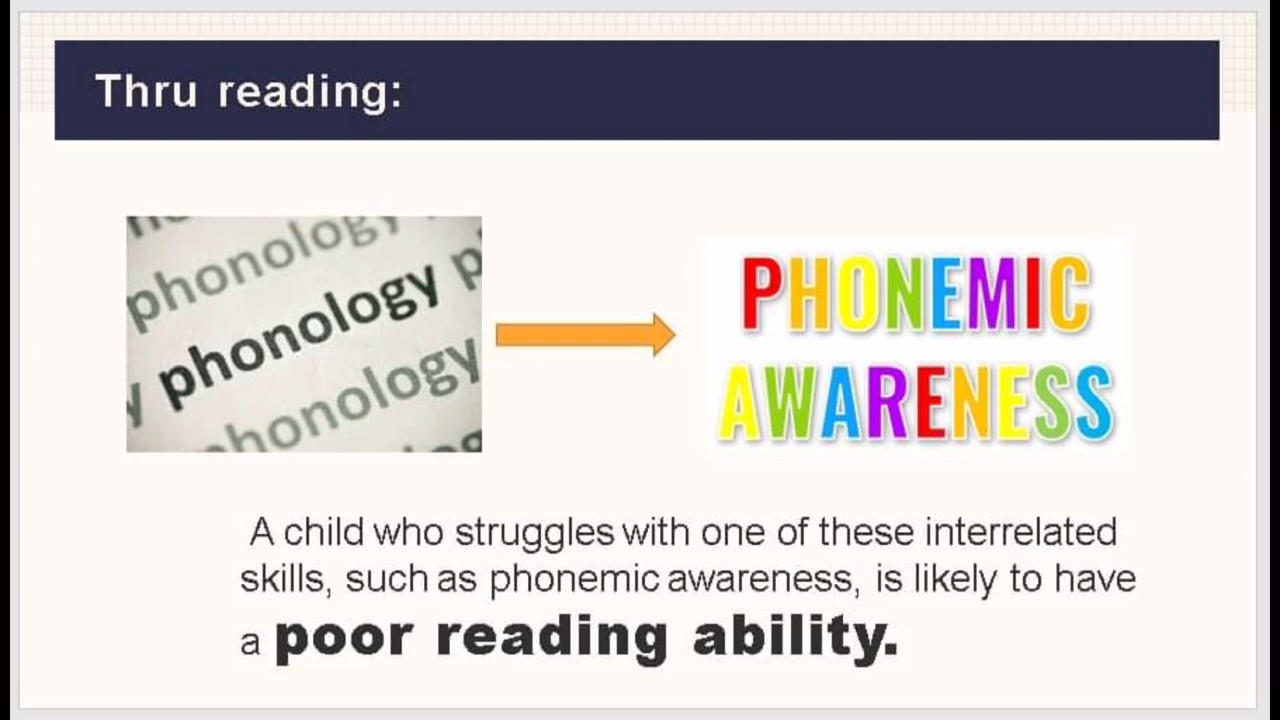 Thru reading:
phonology
phonology
phonology
PHONEMIC
AWARENESS
A child who struggles with one of these interrelated
skills, such as phonemic awareness, is likely to have
a poor reading ability.